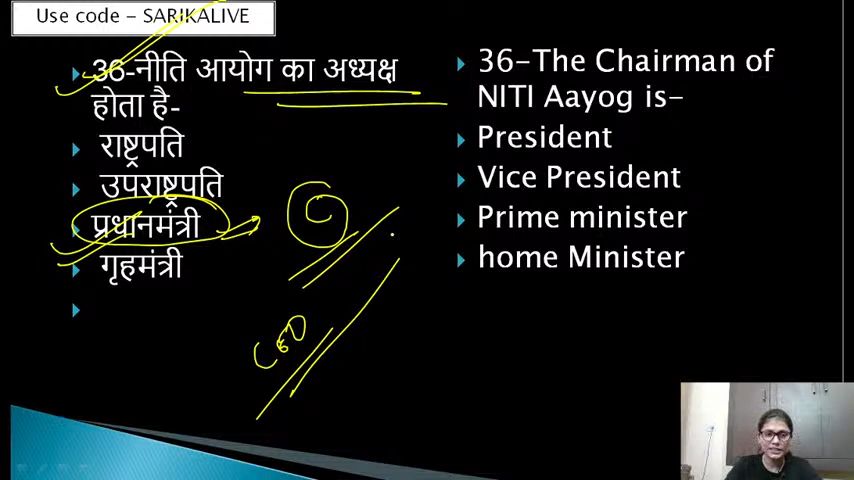 Use code – SARIKALIVE
36-नीति आयोग का अध्यक्ष
होता है-
राष्ट्रपति
उपराष्ट्रपति
प्रधानमंत्री
गृहमंत्री
C
CEO
36-The Chairman of
NITI Aayog is-
President
Vice President
Prime minister
home Minister